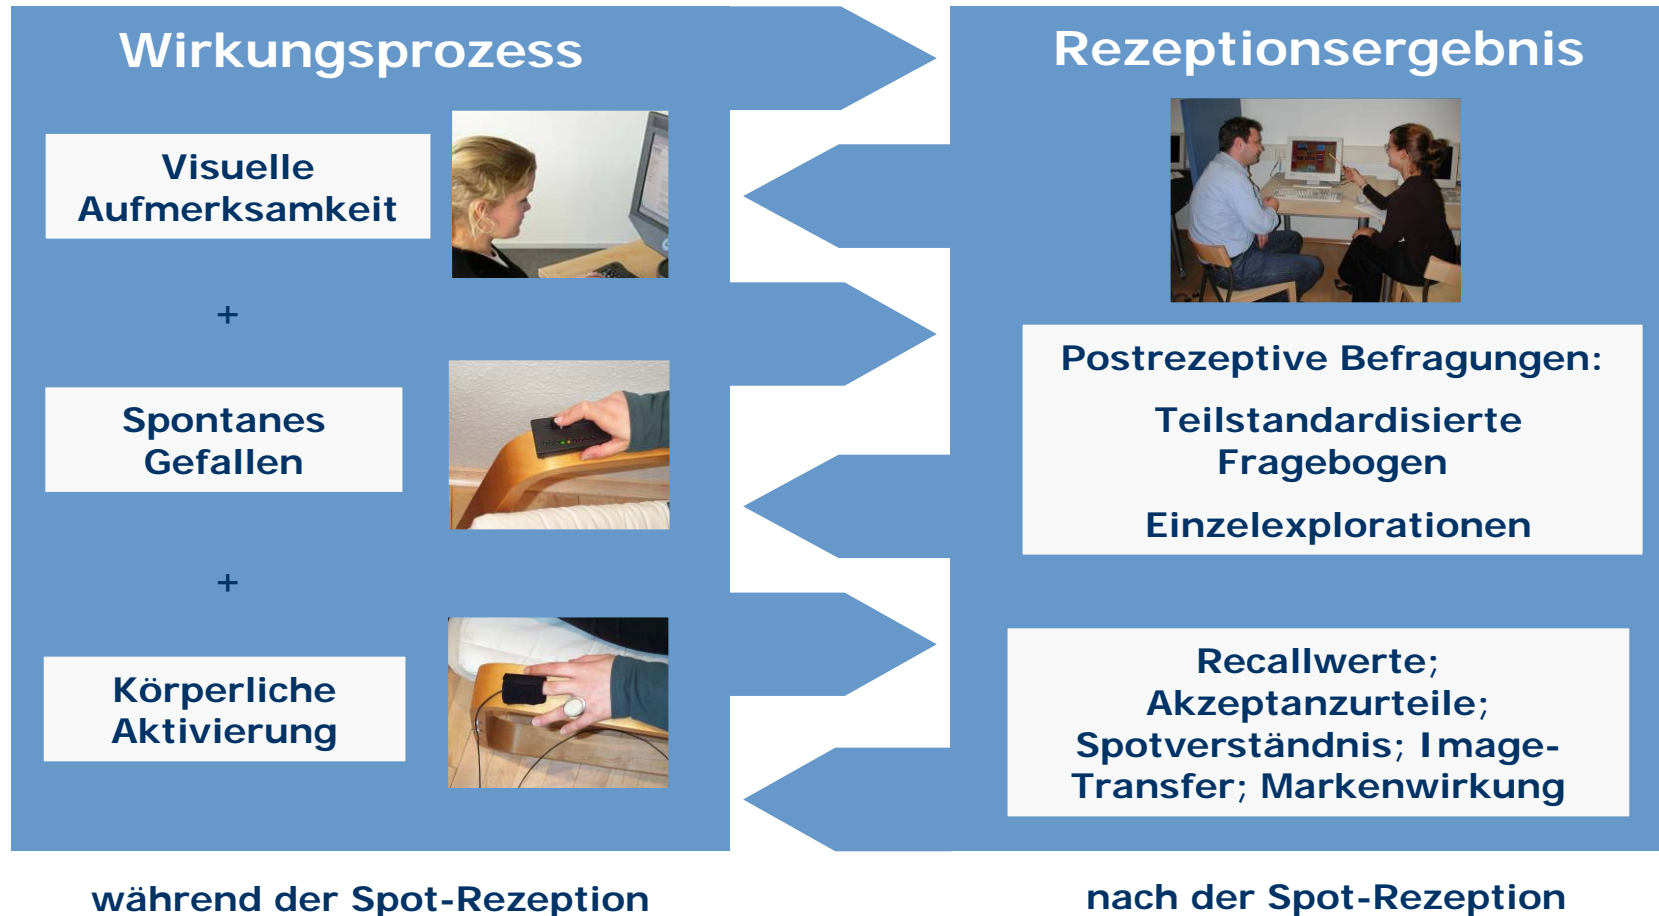 Wirkungsprozess
Visuelle
Aufmerksamkeit
+
Spontanes
Gefallen
+
Körperliche
Aktivierung
während der Spot-Rezeption
Rezeptionsergebnis
Postrezeptive Befragungen:
Teilstandardisierte
Fragebogen
Einzelexplorationen
Recallwerte;
Akzeptanzurteile;
Spotverständnis; Image-
Transfer; Markenwirkung
nach der Spot-Rezeption